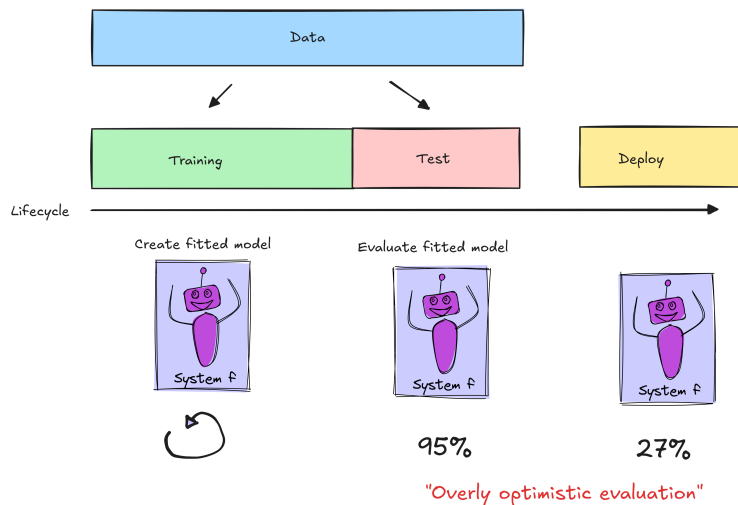 Data
Training
Test
Deploy
Lifecycle
Create fitted model
Evaluate fitted model
System f
System f
System f
95%
27%
"Overly optimistic evaluation"